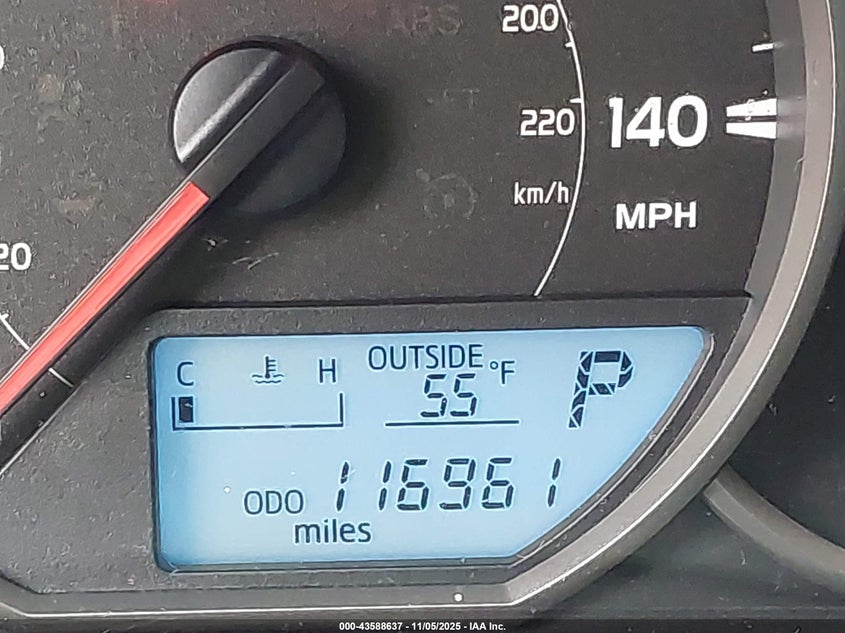 200
220
140
km/h
MPH
20
C H OUTSIDE °F P
55
ODO 116961
miles
000-43588637 - 11/05/2025 - IAA Inc.